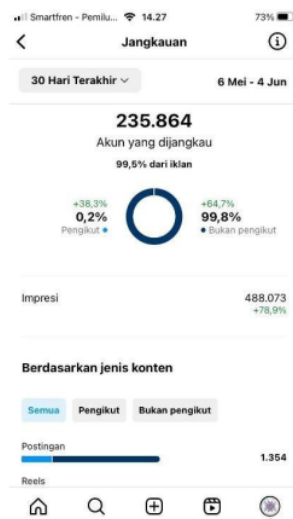 Smartfren - Pemilu... 14.27 73%
Jangkauan
30 Hari Terakhir 6 Mei - 4 Jun
235.864
Akun yang dijangkau
99,5% dari iklan
+38,3% +64,7%
0,2% 99,8%
Pengikut Bukan pengikut
Impresi 488.073
+78,9%
Berdasarkan jenis konten
Semua Pengikut Bukan pengikut
Postingan
1.354
Reels